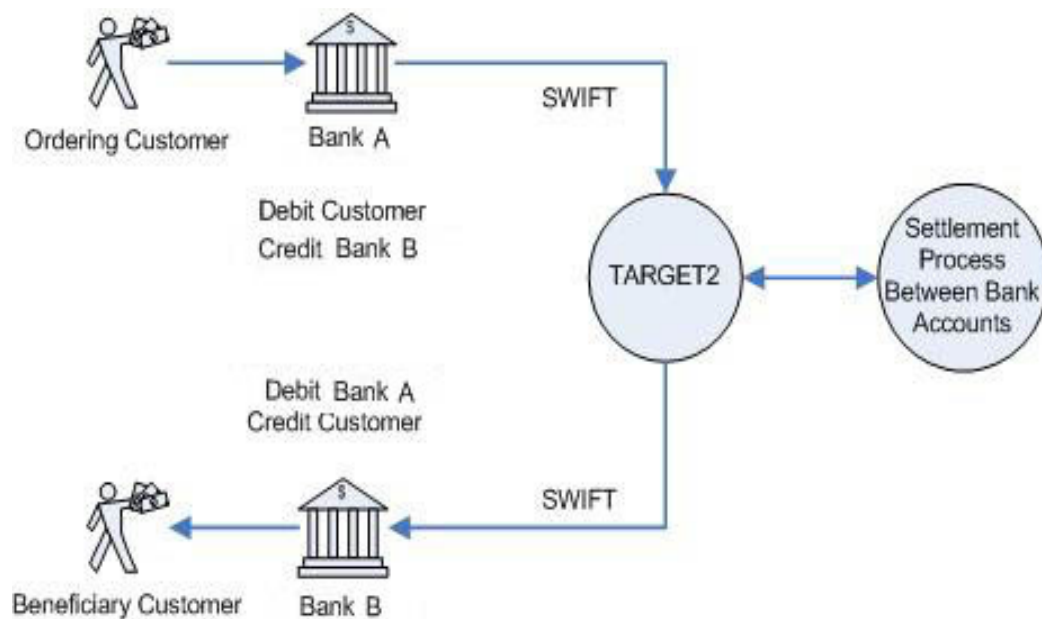 S
Ordering Customer
Bank A
SWIFT
Debit Customer
Credit Bank B
TARGET2
Settlement
Process
Between Bank
Accounts
Debit Bank A
Credit Customer
SWIFT
S
Beneficiary Customer
Bank B